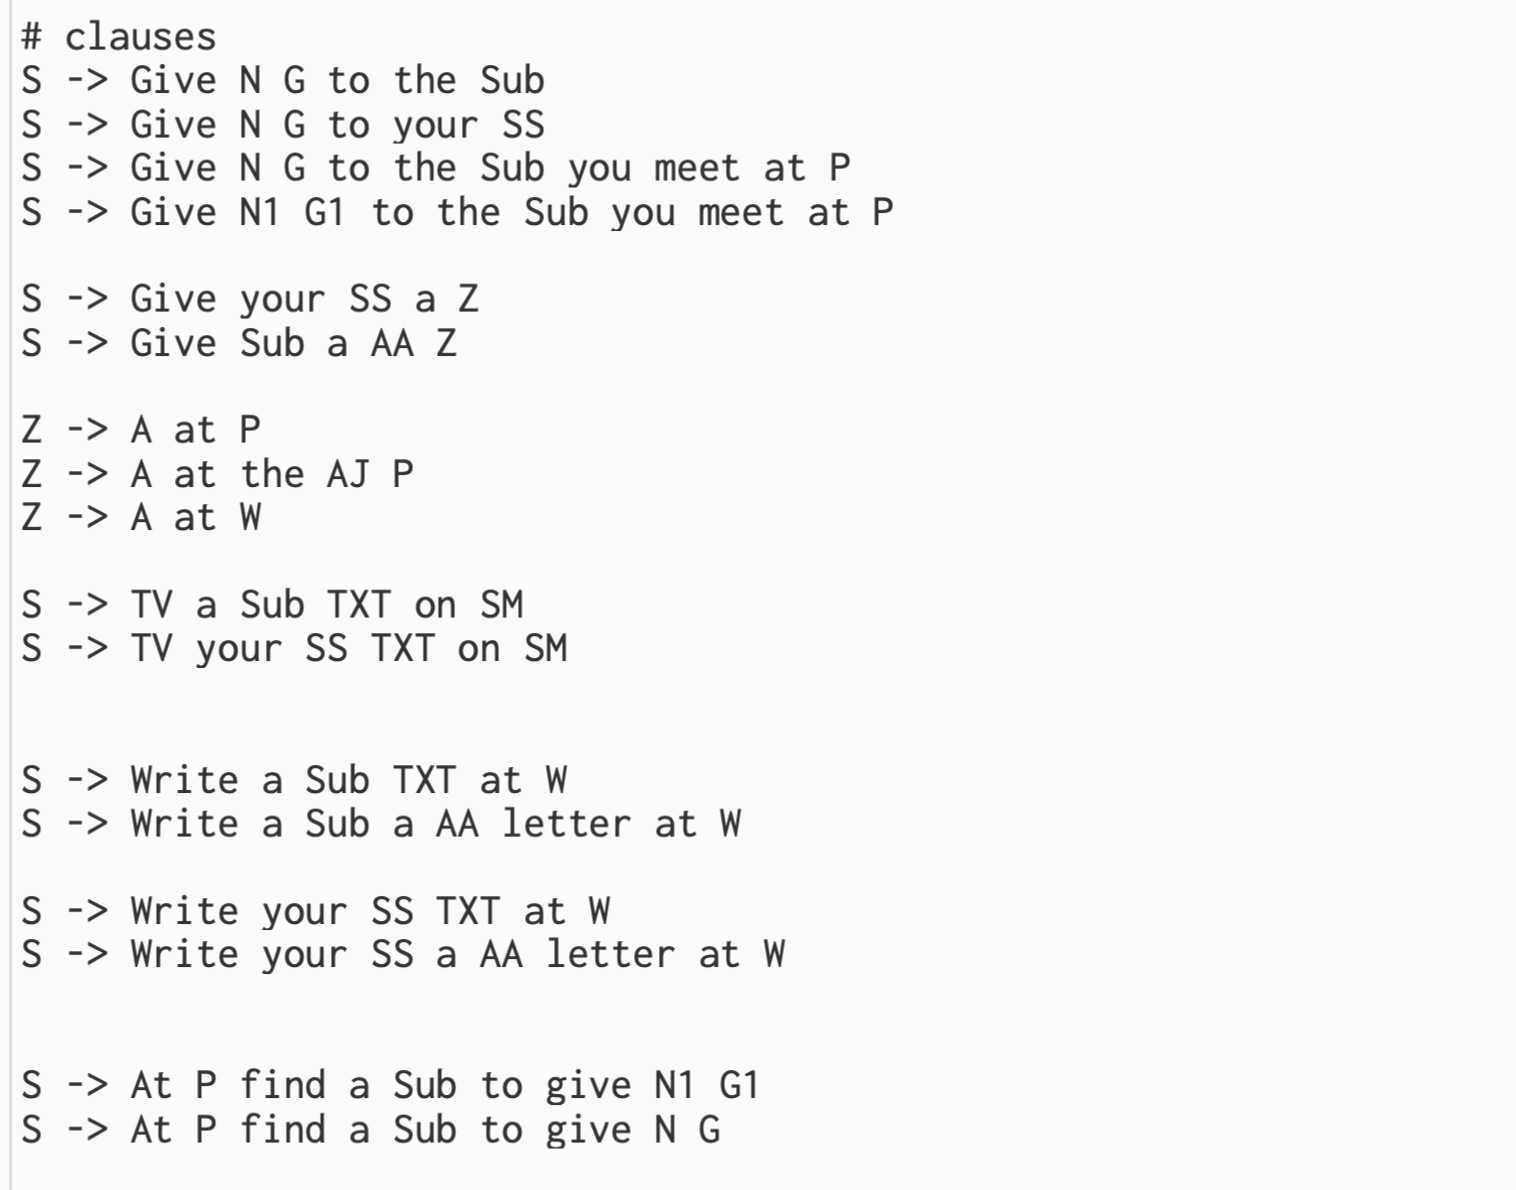 # clauses
S -> Give N G to the Sub
S -> Give N G to your SS
S -> Give N G to the Sub you meet at P
S -> Give N1 G1 to the Sub you meet at P
S -> Give your SS a Z
S -> Give Sub a AA Z
Z -> A at P
Z -> A at the AJ P
Z -> A at W
S -> TV a Sub TXT on SM
S -> TV your SS TXT on SM
S -> Write a Sub TXT at W
S -> Write a Sub a AA letter at W
S -> Write your SS TXT at W
S -> Write your SS a AA letter at W
S -> At P find a Sub to give N1 G1
S -> At P find a Sub to give N G